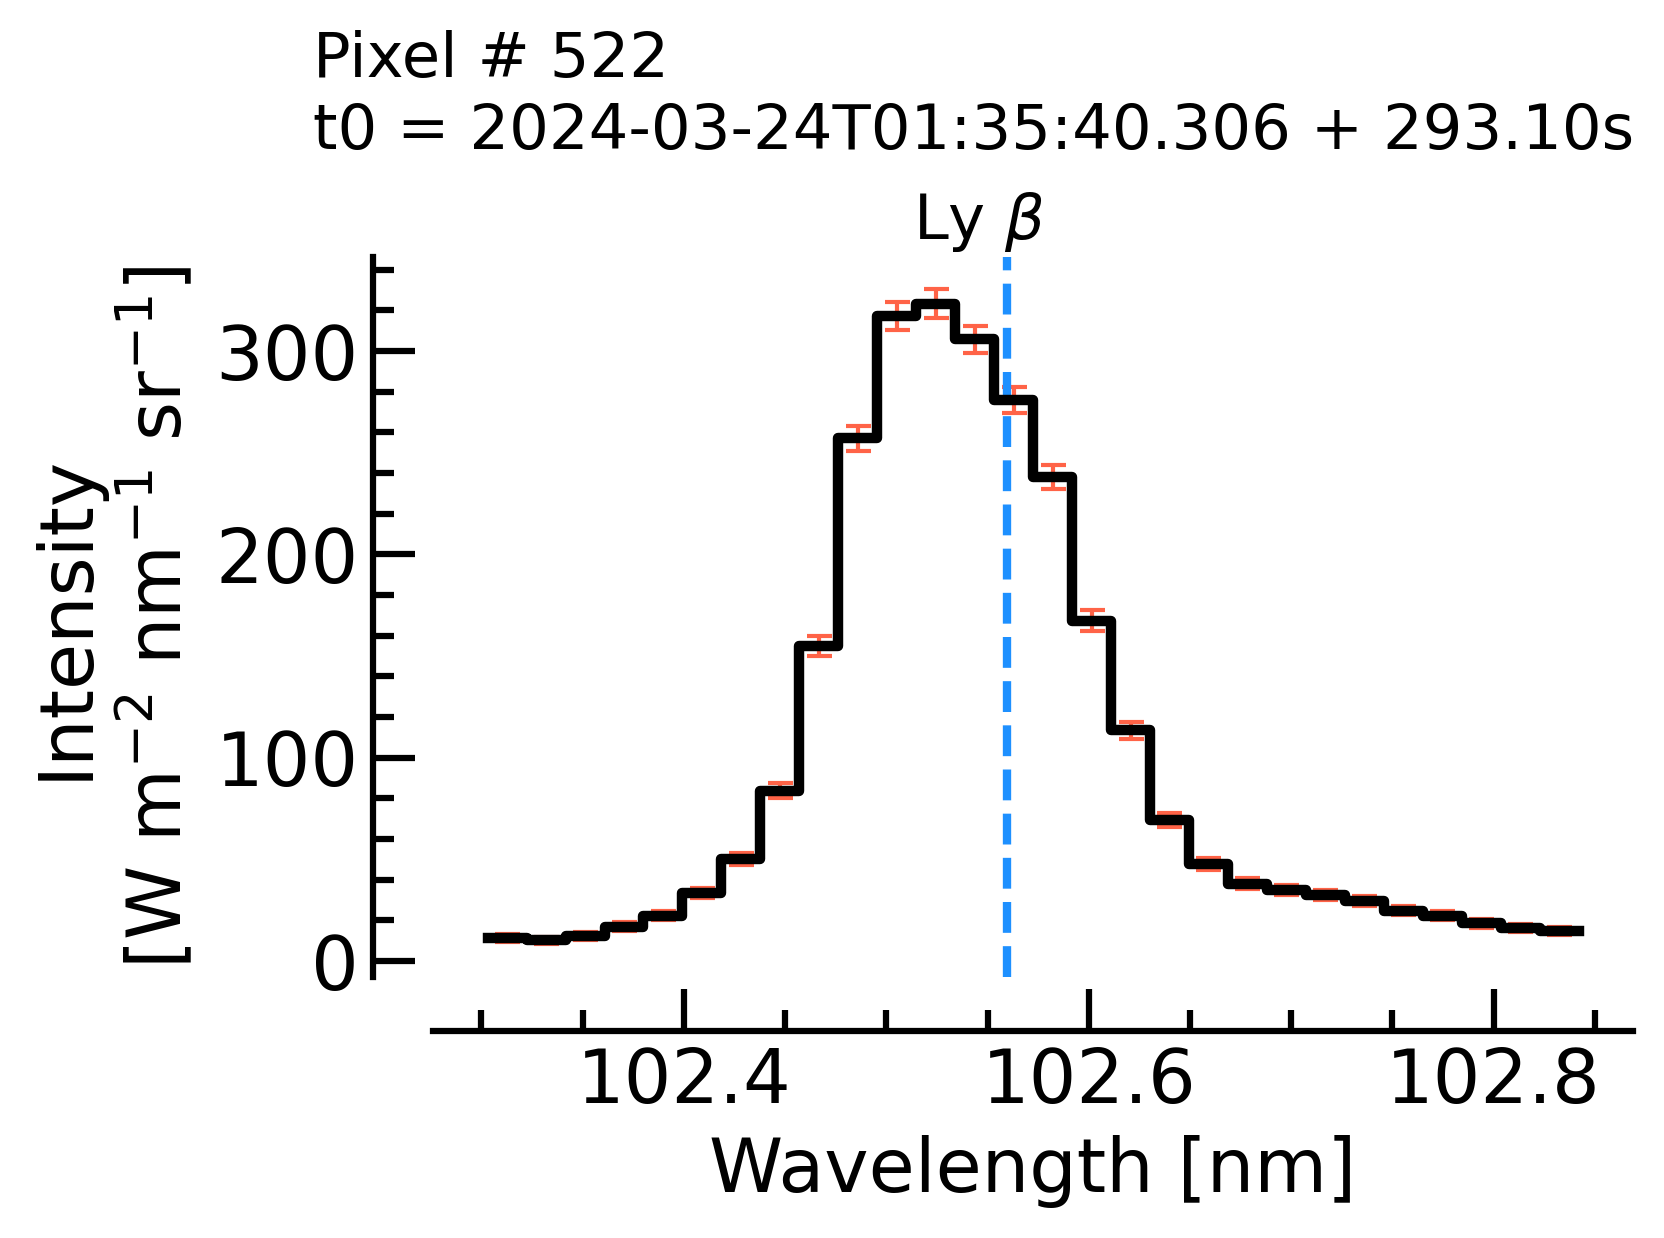 Pixel # 522
t0 = 2024-03-24T01:35:40.306 + 293.10s
Ly β
Intensity
[W m⁻² nm⁻¹ sr⁻¹]
300
200
100
0
102.4 102.6 102.8
Wavelength [nm]